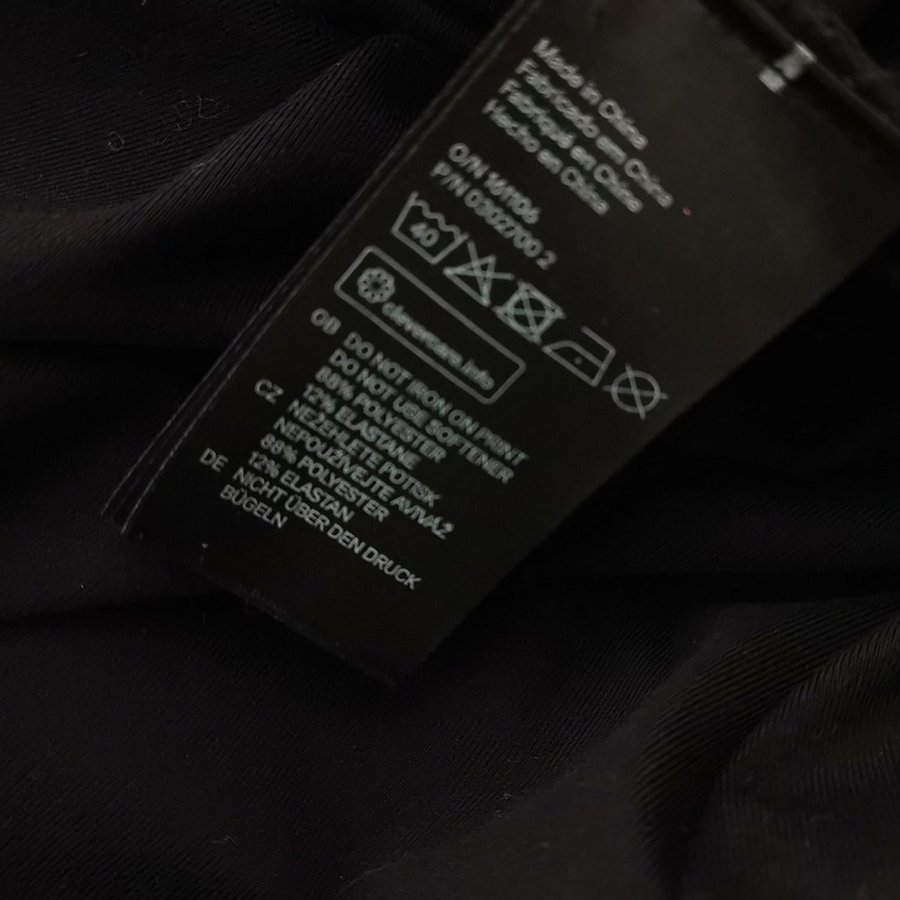 Made in China
Fabricado em China
Fabriqué en Chine
Hecho en China
O/N 161106
P/N 0302700 2
40
clevercare.info
GB DO NOT IRON ON PRINT
DO NOT USE SOFTENER
88% POLYESTER
12% ELASTANE
CZ NEŽEHLETE POTISK
NEPOUŽÍVEJTE AVIVÁŽ
88% POLYESTER
12% ELASTAN
DE NICHT ÜBER DEN DRUCK
BÜGELN